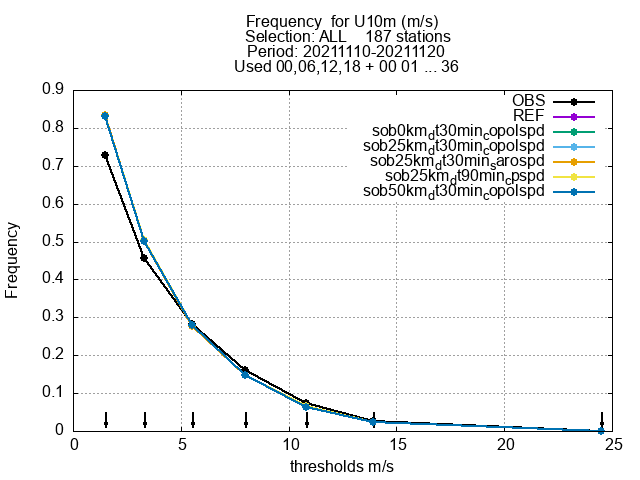 Frequency for U10m (m/s)
Selection: ALL 187 stations
Period: 20211110-20211120
Used 00,06,12,18 + 00 01 ... 36
OBS
REF
sob0km_dt30min_copolspd
sob25km_dt30min_copolspd
sob25km_dt30min_sarospd
sob25km_dt90min_cpspd
sob50km_dt30min_copolspd
0.9
0.8
0.7
0.6
0.5
0.4
0.3
0.2
0.1
0
Frequency
0 5 10 15 20 25
thresholds m/s